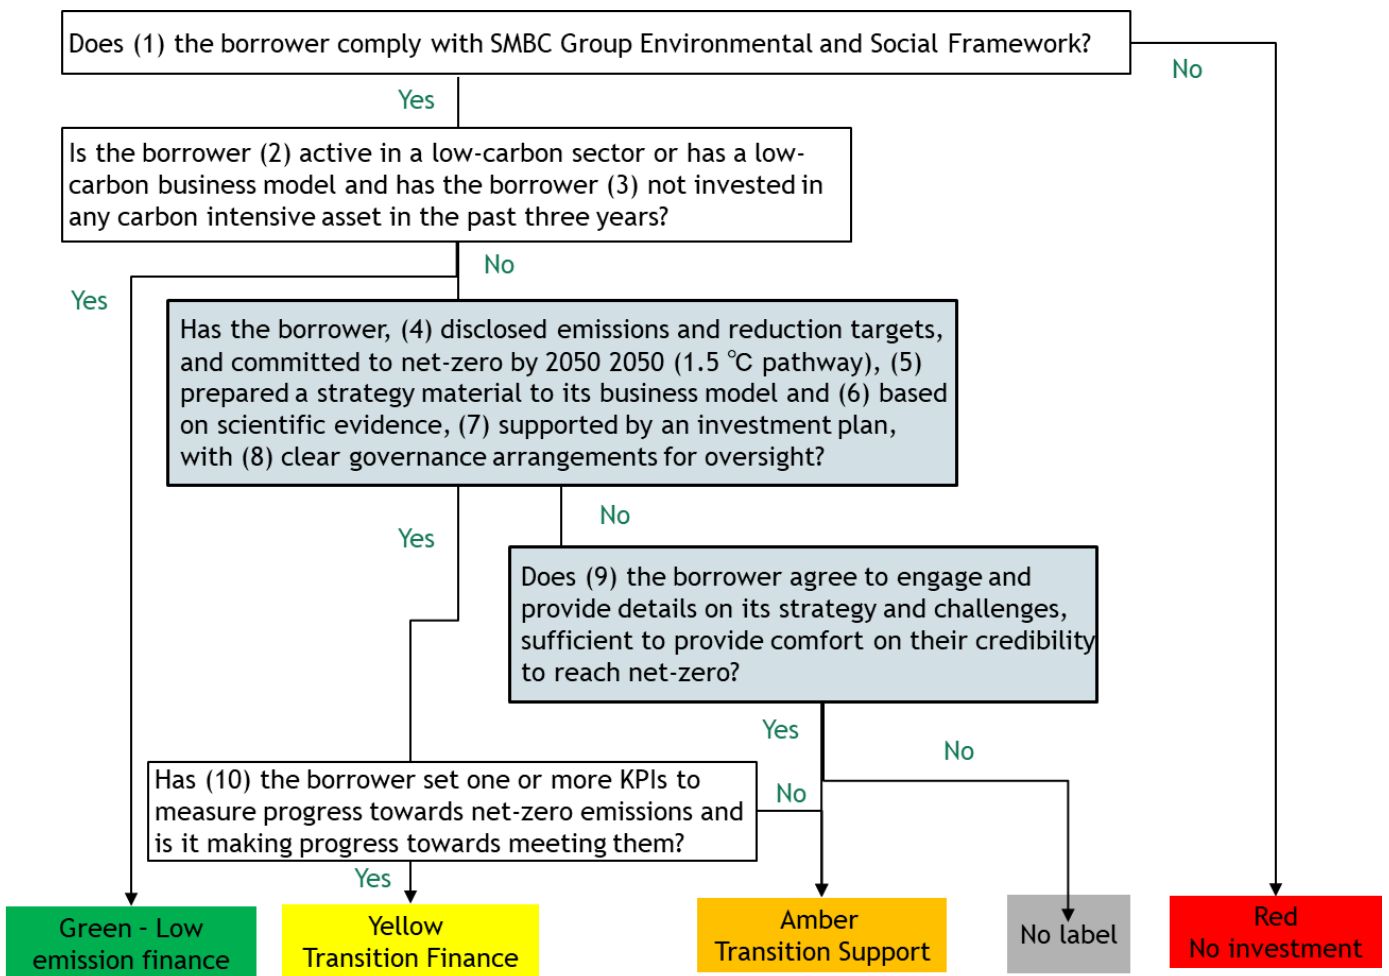 Does (1) the borrower comply with SMBC Group Environmental and Social Framework?
No
Yes
Is the borrower (2) active in a low-
carbon sector or has a low-
carbon business model and has the borrower (3) not invested in
any carbon intensive asset in the past three years?
No
Yes
Has the borrower, (4) disclosed emissions and reduction targets,
and committed to net-zero by 2050 2050 (1.5 ℃ pathway), (5)
prepared a strategy material to its business model and (6) based
on scientific evidence, (7) supported by an investment plan,
with (8) clear governance arrangements for oversight?
No
Yes
Does (9) the borrower agree to engage and
provide details on its strategy and challenges,
sufficient to provide comfort on their credibility
to reach net-zero?
Yes
No
Has (10) the borrower set one or more KPIs to
measure progress towards net-zero emissions and
is it making progress towards meeting them?
No
Yes
Green – Low
emission finance
Yellow
Transition Finance
Amber
Transition Support
No label
Red
No investment